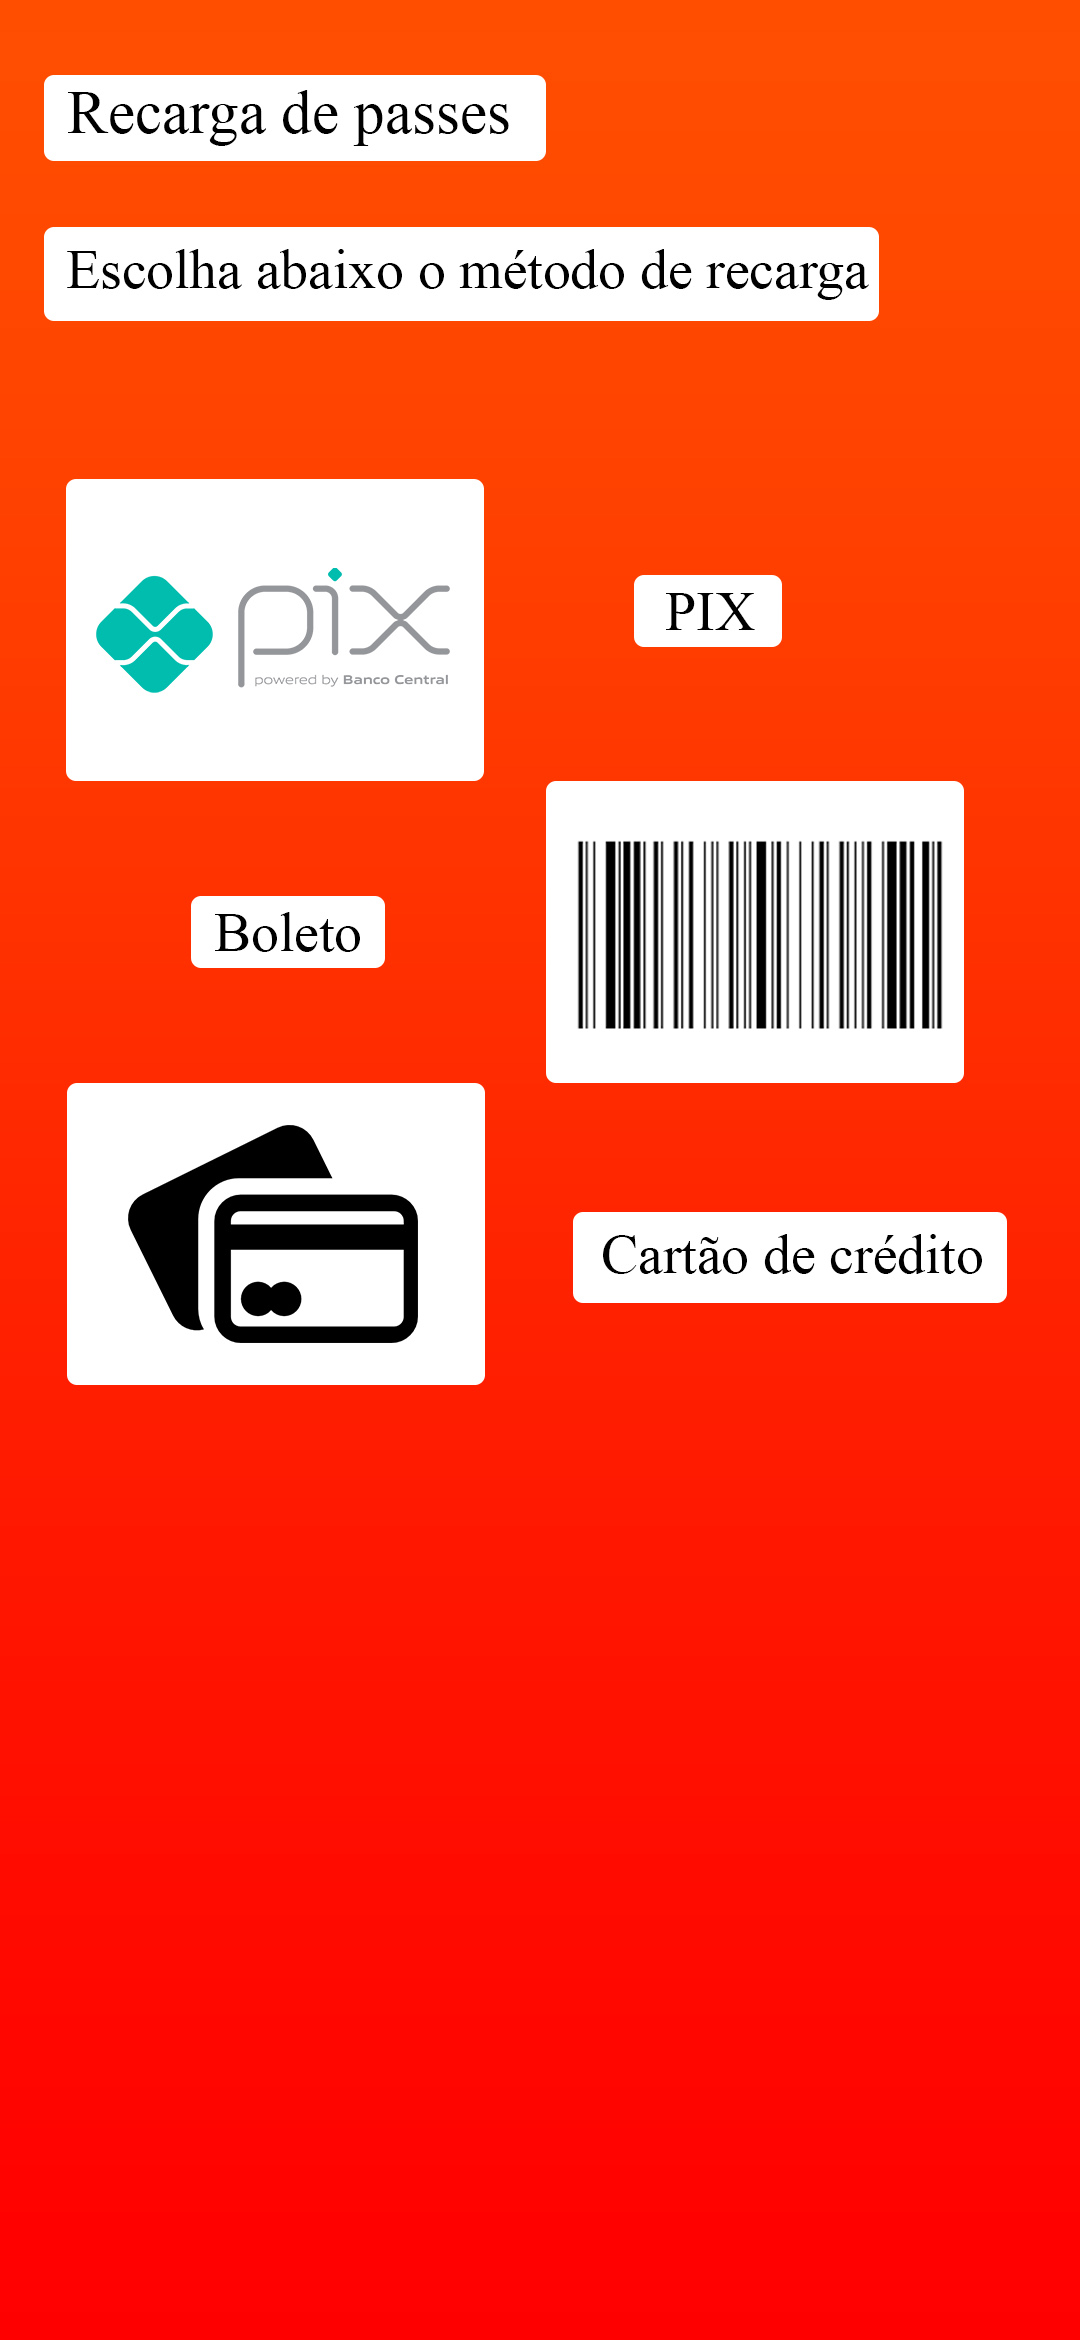 Recarga de passes
Escolha abaixo o método de recarga
pix
powered by Banco Central
PIX
Boleto
Cartão de crédito